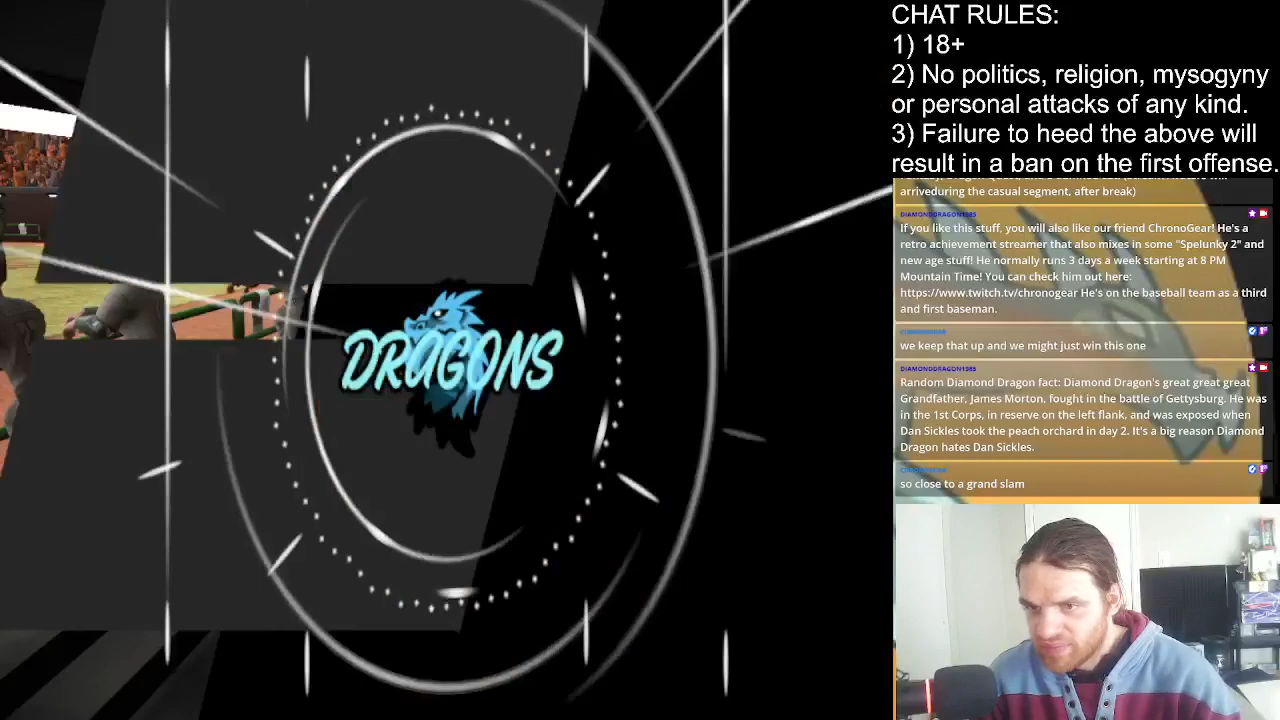 CHAT RULES:
1) 18+
2) No politics, religion, mysogyny
or personal attacks of any kind.
3) Failure to heed the above will
result in a ban on the first offense.
arriveduring the casual segment, after break)
DIAMONDDRAGON1985
If you like this stuff, you will also like our friend ChronoGear! He's a
retro achievement streamer that also mixes in some "Spelunky 2" and
new age stuff! He normally runs 3 days a week starting at 8 PM
Mountain Time! You can check him out here:
https://www.twitch.tv/chronogear He's on the baseball team as a third
and first baseman.
CHRONOGEAR
we keep that up and we might just win this one
DIAMONDDRAGON1985
Random Diamond Dragon fact: Diamond Dragon's great great great
Grandfather, James Morton, fought in the battle of Gettysburg. He was
in the 1st Corps, in reserve on the left flank, and was exposed when
Dan Sickles took the peach orchard in day 2. It's a big reason Diamond
Dragon hates Dan Sickles.
CHRONOGEAR
so close to a grand slam
DRAGONS